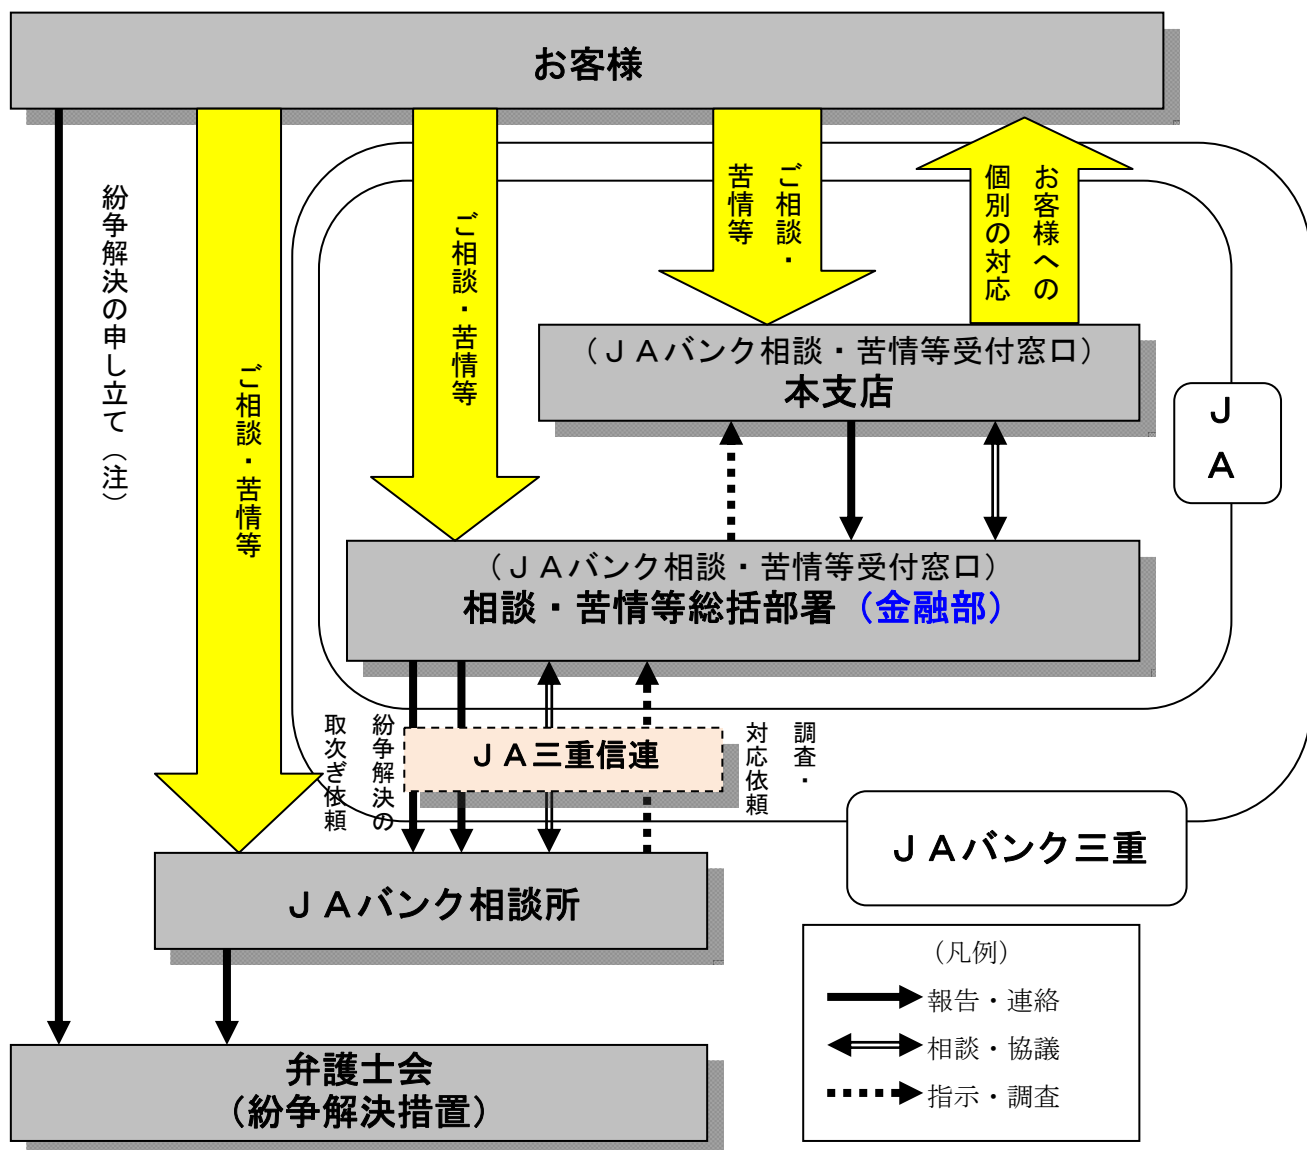 お客様
紛争解決の申し立て（注）
ご相談・苦情等
ご相談・苦情等
ご相談・
苦情等
お客様への
個別の対応
（ＪＡバンク相談・苦情等受付窓口）
本支店
Ｊ
Ａ
（ＪＡバンク相談・苦情等受付窓口）
相談・苦情等総括部署（金融部）
紛争解決の
取次ぎ依頼
ＪＡ三重信連
調査・
対応依頼
ＪＡバンク三重
ＪＡバンク相談所
（凡例）
報告・連絡
相談・協議
指示・調査
弁護士会
（紛争解決措置）